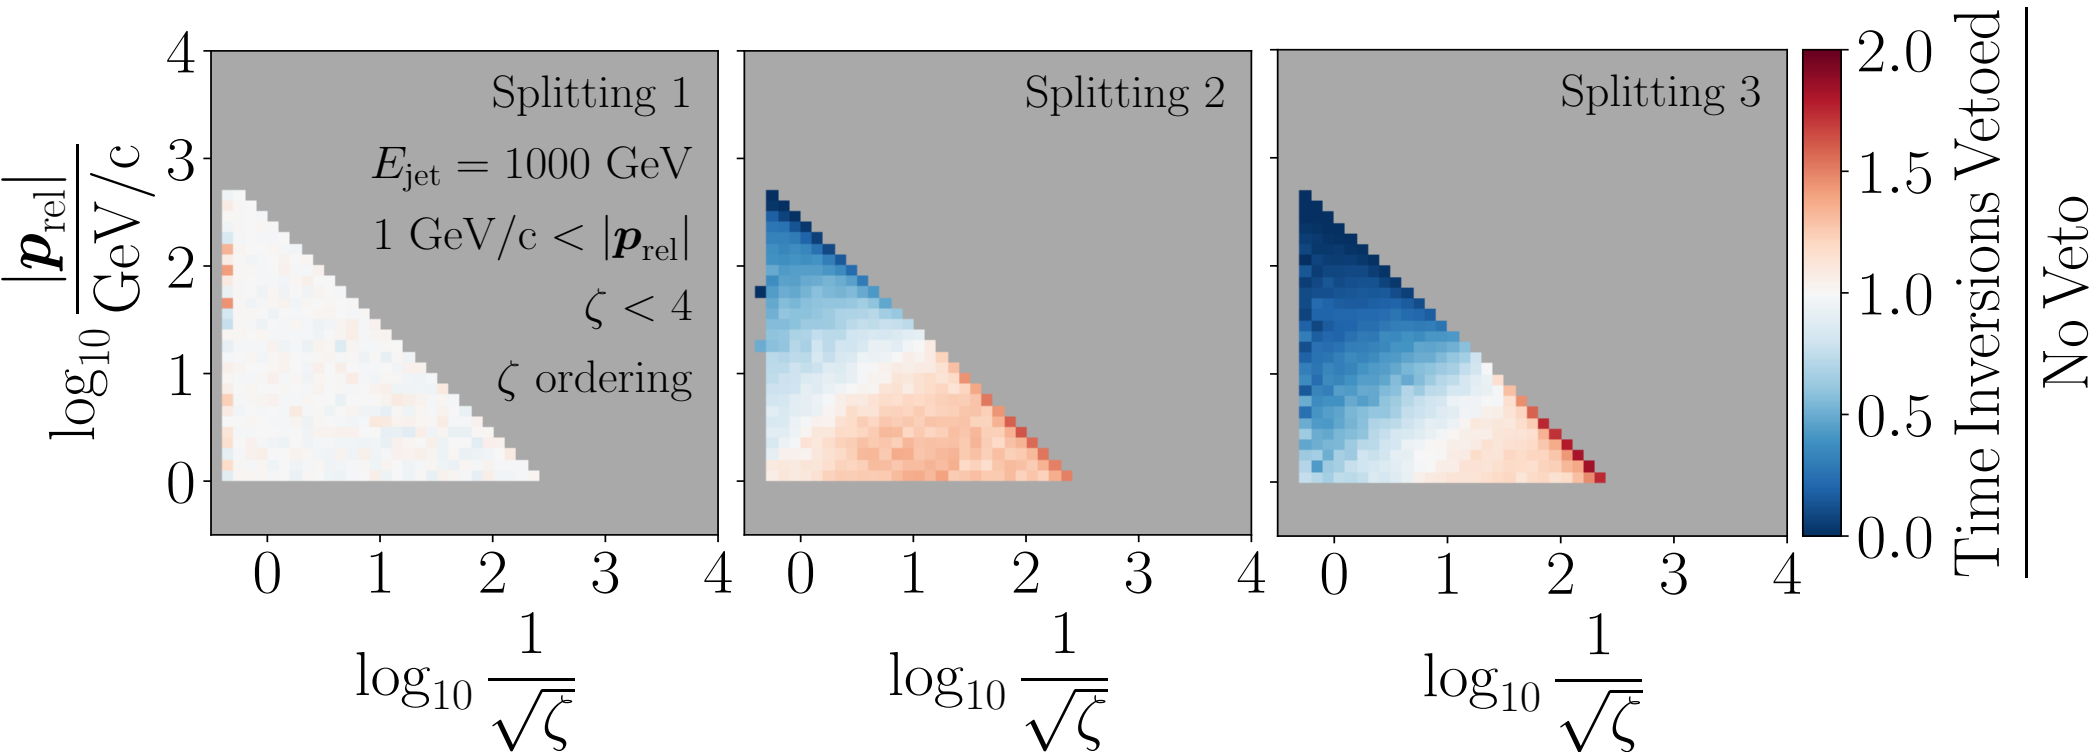 log₁₀ |p_rel| / GeV/c
4
3
2
1
0
Splitting 1
E_jet = 1000 GeV
1 GeV/c < |p_rel|
ζ < 4
ζ ordering
Splitting 2
Splitting 3
0 1 2 3 4
0 1 2 3 4
0 1 2 3 4
log₁₀ 1/√ζ
log₁₀ 1/√ζ
log₁₀ 1/√ζ
2.0
1.5
1.0
0.5
0.0
Time Inversions Vetoed
No Veto